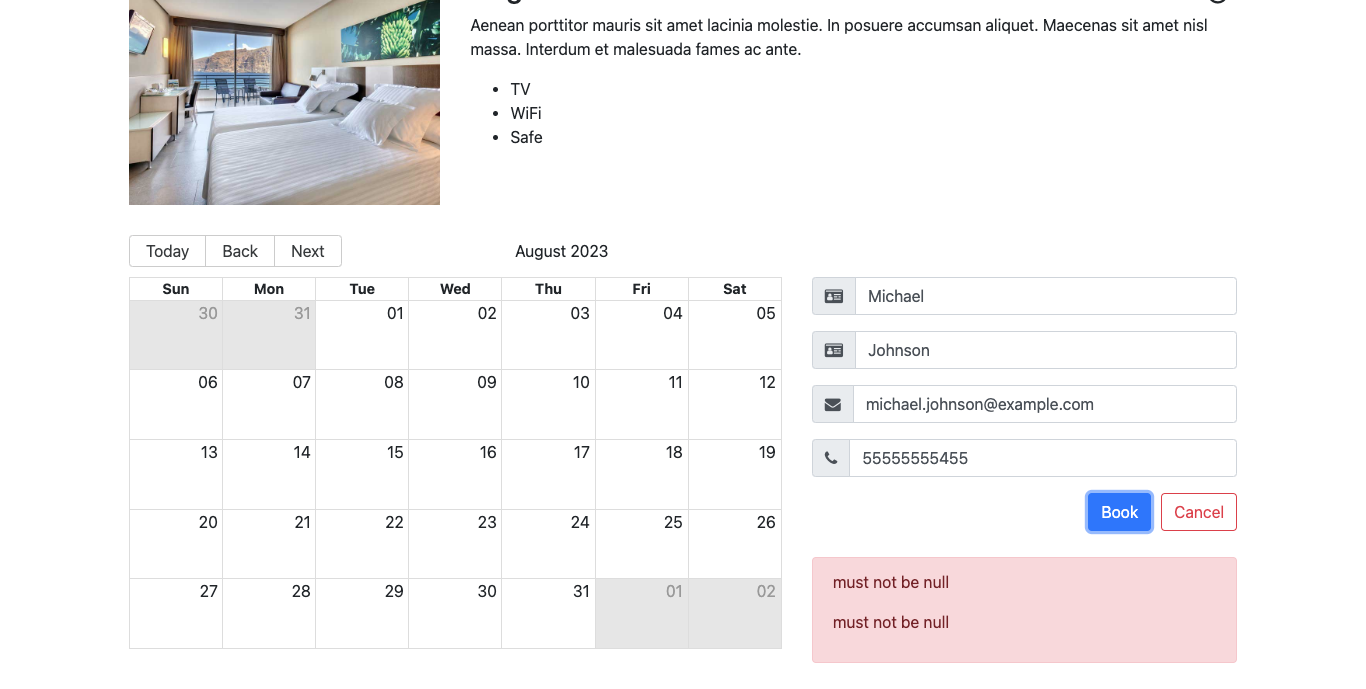 Aenean porttitor mauris sit amet lacinia molestie. In posuere accumsan aliquet. Maecenas sit amet nisl
massa. Interdum et malesuada fames ac ante.
TV
WiFi
Safe
Today Back Next August 2023
Sun Mon Tue Wed Thu Fri Sat
30 31 01 02 03 04 05
06 07 08 09 10 11 12
13 14 15 16 17 18 19
20 21 22 23 24 25 26
27 28 29 30 31 01 02
Michael
Johnson
michael.johnson@example.com
55555555455
Book Cancel
must not be null
must not be null